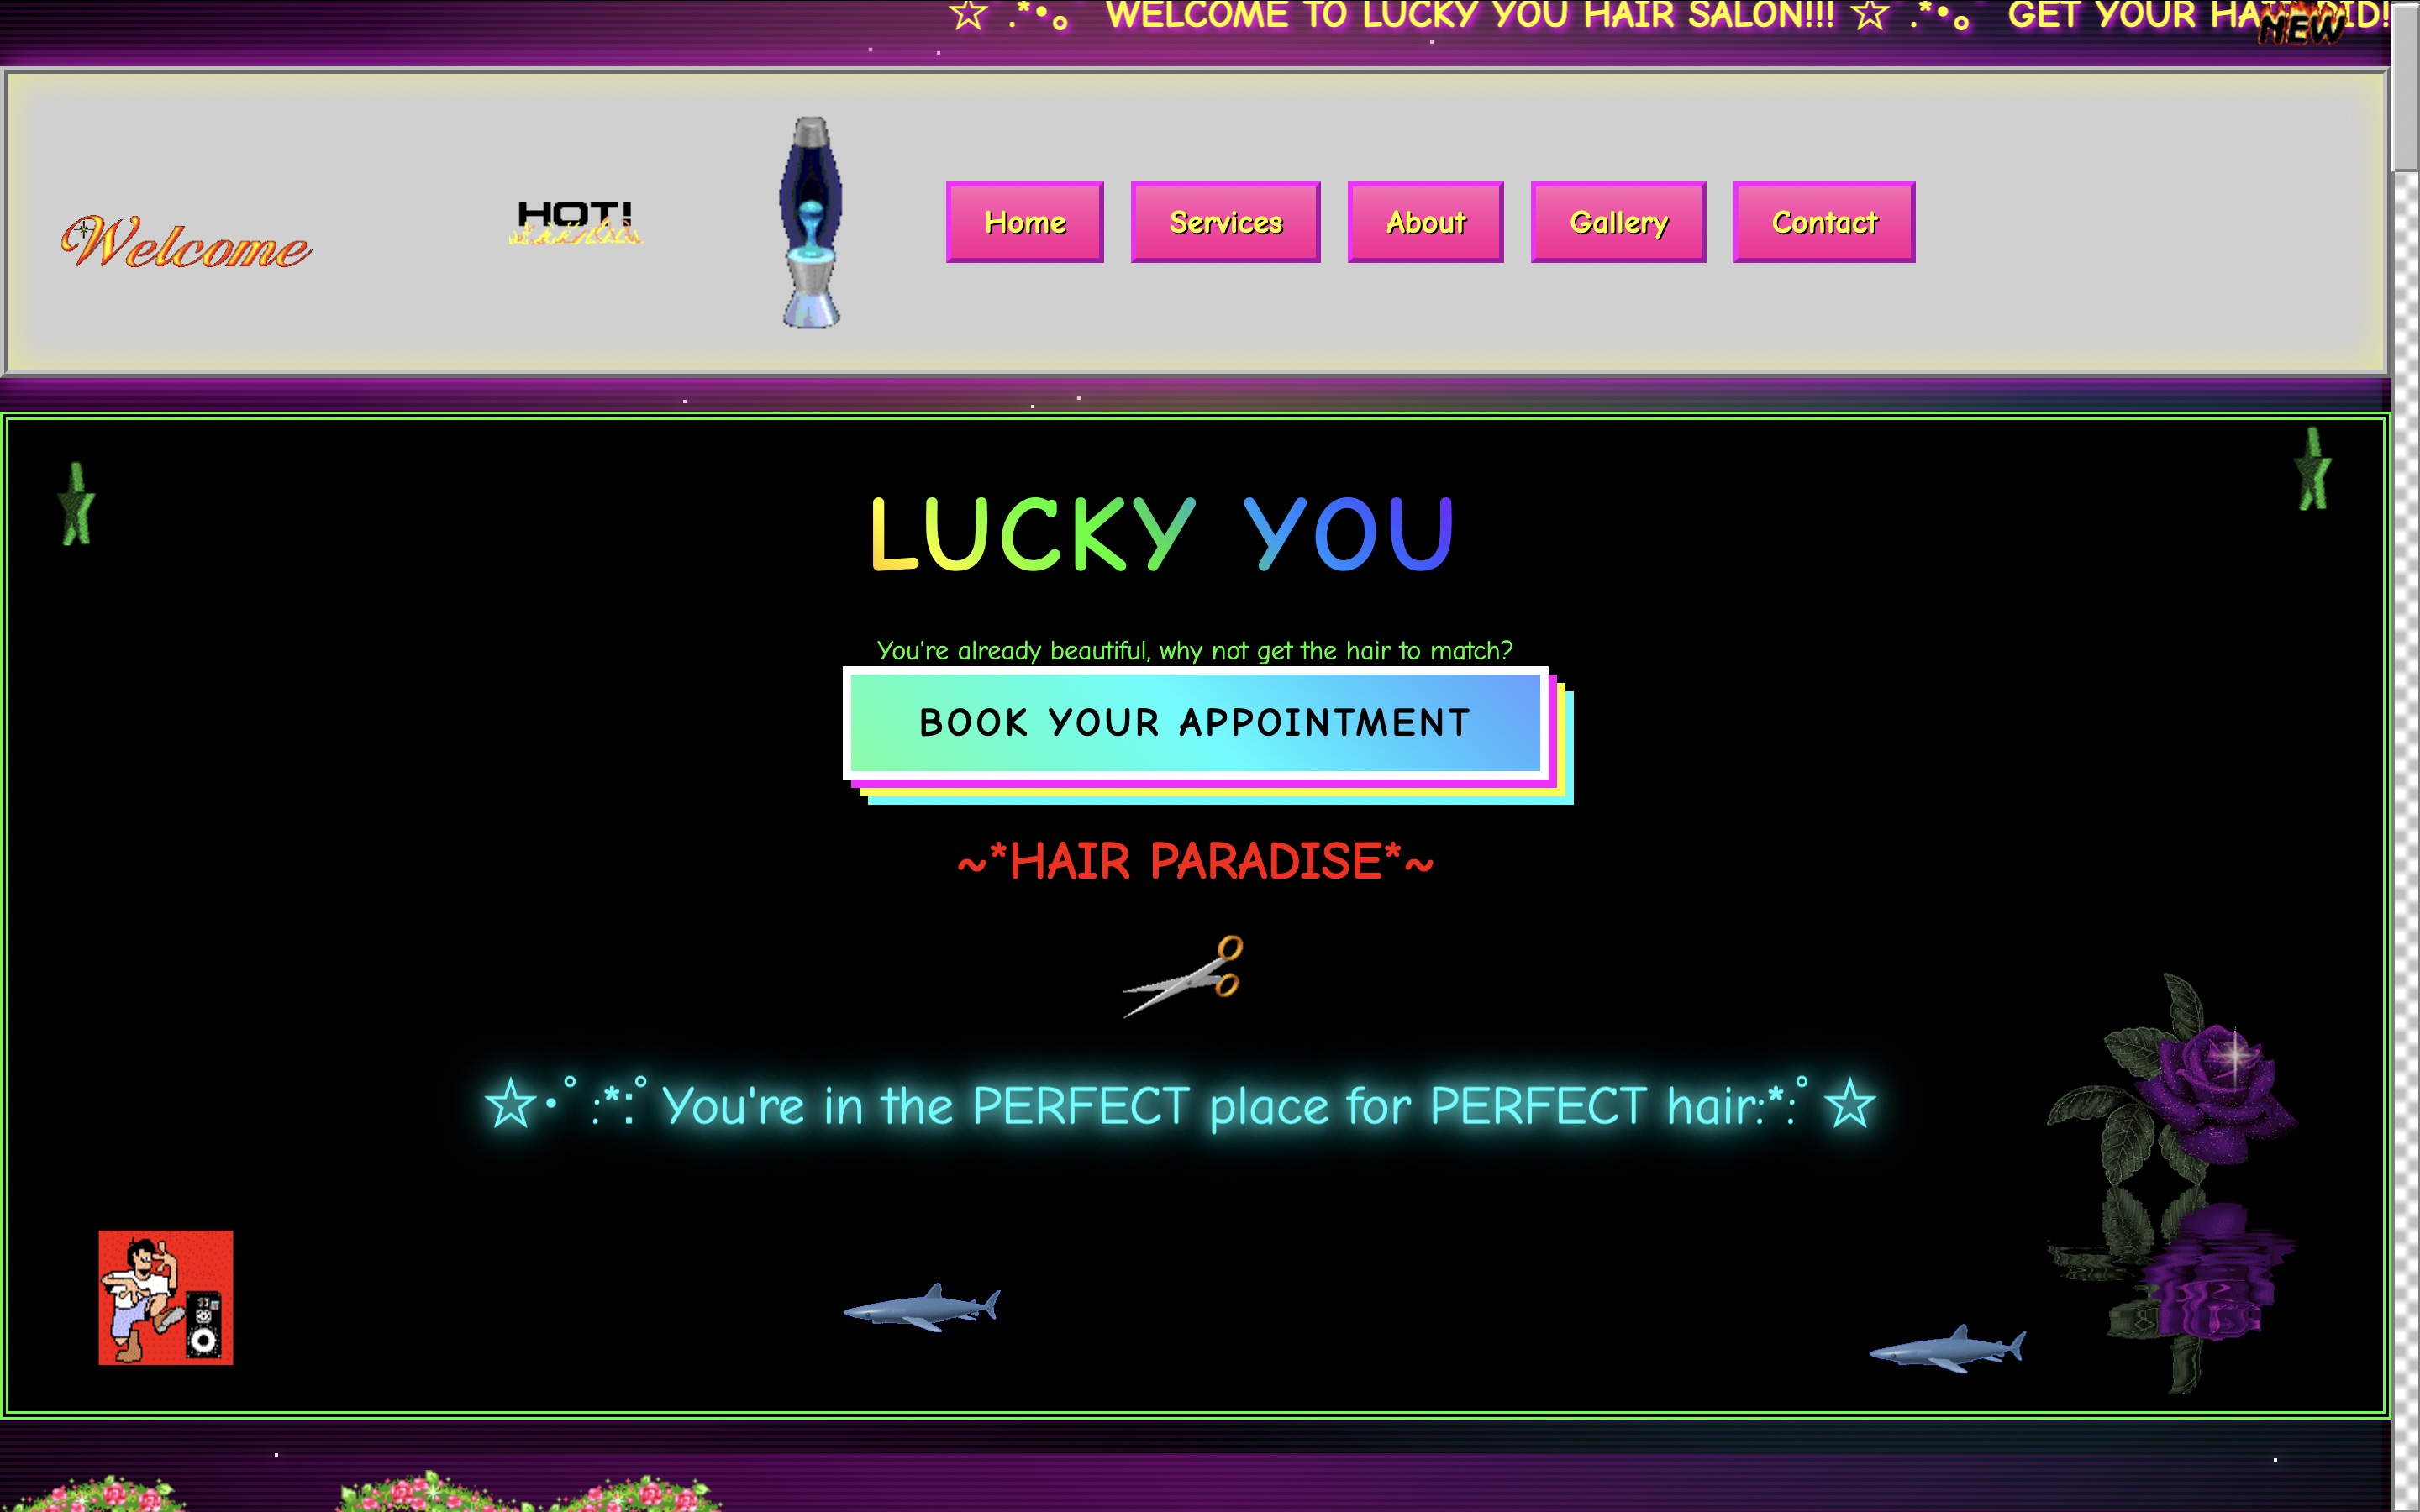 ☆ .*•。 WELCOME TO LUCKY YOU HAIR SALON!!! ☆ .*•。 GET YOUR
NEW
Welcome
HOT!
Home
Services
About
Gallery
Contact
LUCKY YOU
You're already beautiful, why not get the hair to match?
BOOK YOUR APPOINTMENT
~*HAIR PARADISE*~
☆•ﾟ:*:ﾟYou're in the PERFECT place for PERFECT hair:*:ﾟ☆